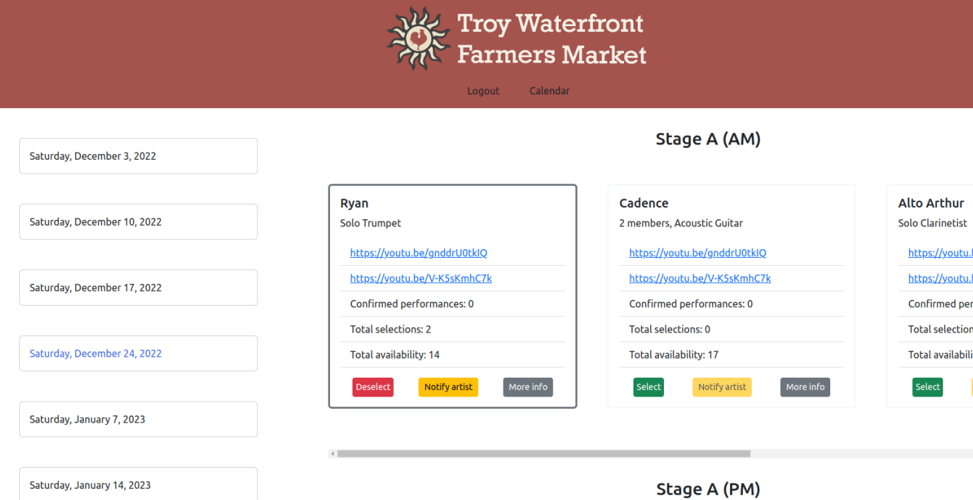 Troy Waterfront
Farmers Market
Logout Calendar
Saturday, December 3, 2022
Saturday, December 10, 2022
Saturday, December 17, 2022
Saturday, December 24, 2022
Saturday, January 7, 2023
Saturday, January 14, 2023
Stage A (AM)
Ryan
Solo Trumpet
https://youtu.be/gnddrU0tkIQ
https://youtu.be/V-K5sKmhC7k
Confirmed performances: 0
Total selections: 2
Total availability: 14
Deselect Notify artist More info
Cadence
2 members, Acoustic Guitar
https://youtu.be/gnddrU0tkIQ
https://youtu.be/V-K5sKmhC7k
Confirmed performances: 0
Total selections: 0
Total availability: 17
Select Notify artist More info
Alto Arthur
Solo Clarinetist
https://youtu.b
https://youtu.b
Confirmed per
Total selection
Total availabili
Select
Stage A (PM)